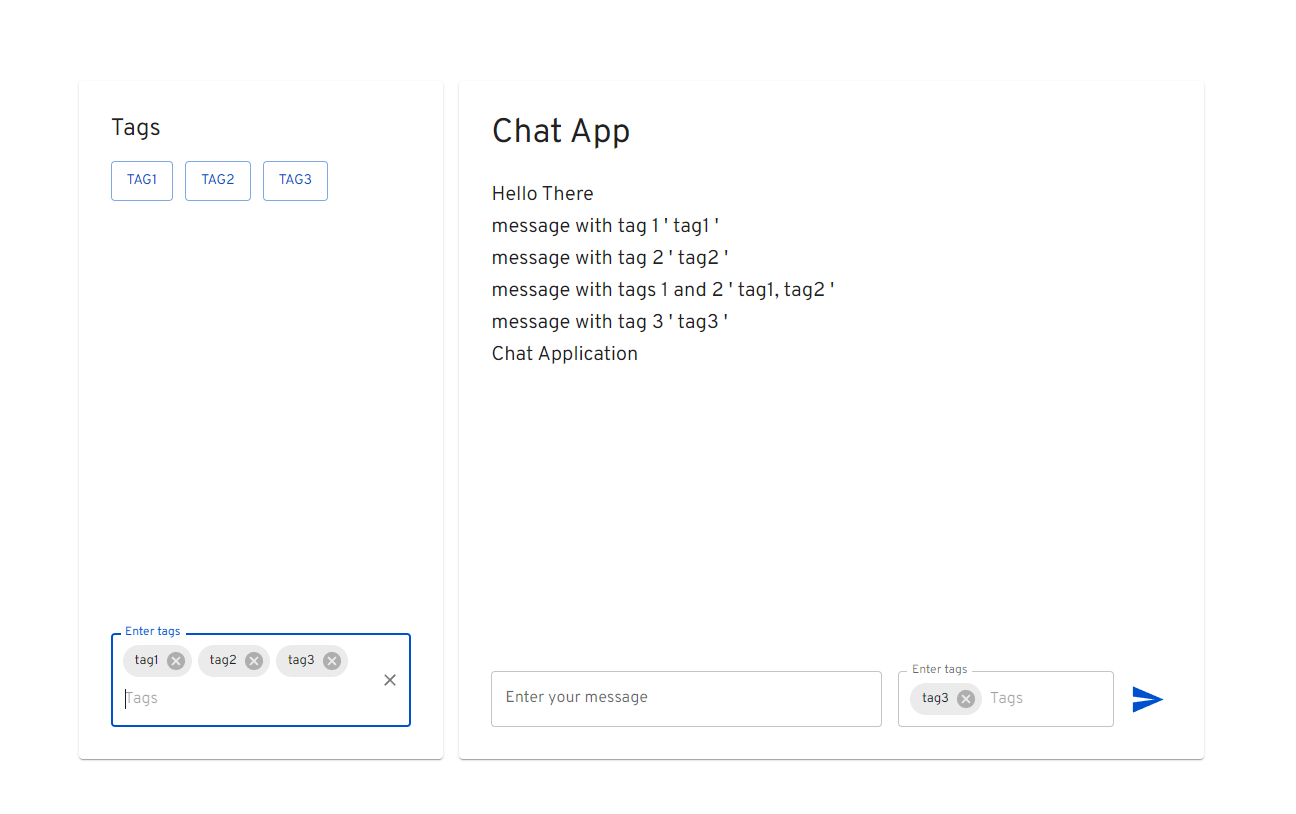 Tags
TAG1 TAG2 TAG3
Enter tags
tag1 tag2 tag3
Tags
Chat App
Hello There
message with tag 1 ' tag1 '
message with tag 2 ' tag2 '
message with tags 1 and 2 ' tag1, tag2 '
message with tag 3 ' tag3 '
Chat Application
Enter your message
Enter tags
tag3 Tags